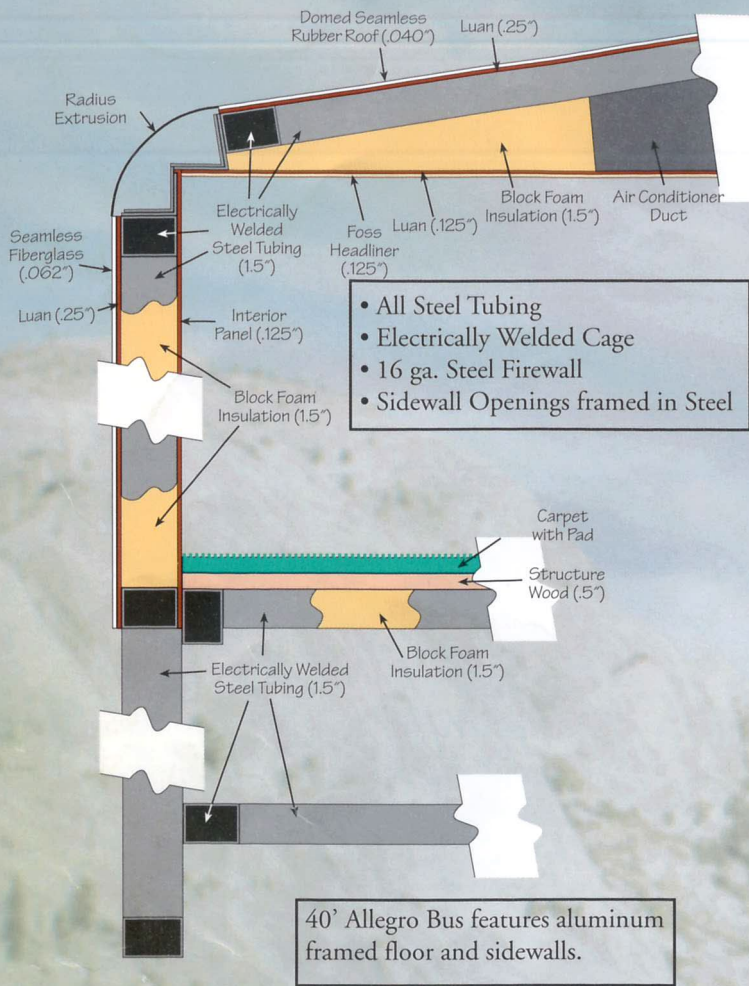 Domed Seamless
Rubber Roof (.040″)
Luan (.25″)
Radius
Extrusion
Electrically
Welded
Steel Tubing
(1.5″)
Foss
Headliner
(.125″)
Luan (.125″)
Block Foam
Insulation (1.5″)
Air Conditioner
Duct
Seamless
Fiberglass
(.062″)
Luan (.25″)
Interior
Panel (.125″)
• All Steel Tubing
• Electrically Welded Cage
• 16 ga. Steel Firewall
• Sidewall Openings framed in Steel
Block Foam
Insulation (1.5″)
Carpet
with Pad
Structure
Wood (.5″)
Block Foam
Insulation (1.5″)
Electrically Welded
Steel Tubing (1.5″)
40’ Allegro Bus features aluminum
framed floor and sidewalls.